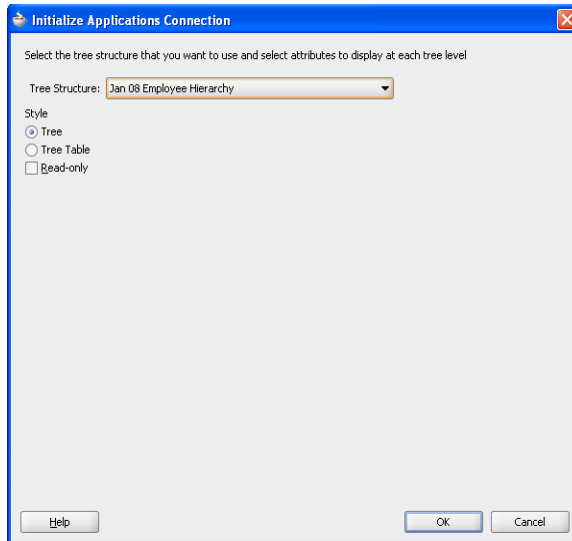 Initialize Applications Connection
Select the tree structure that you want to use and select attributes to display at each tree level
Tree Structure: Jan 08 Employee Hierarchy
Style
Tree
Tree Table
Read-only
Help OK Cancel